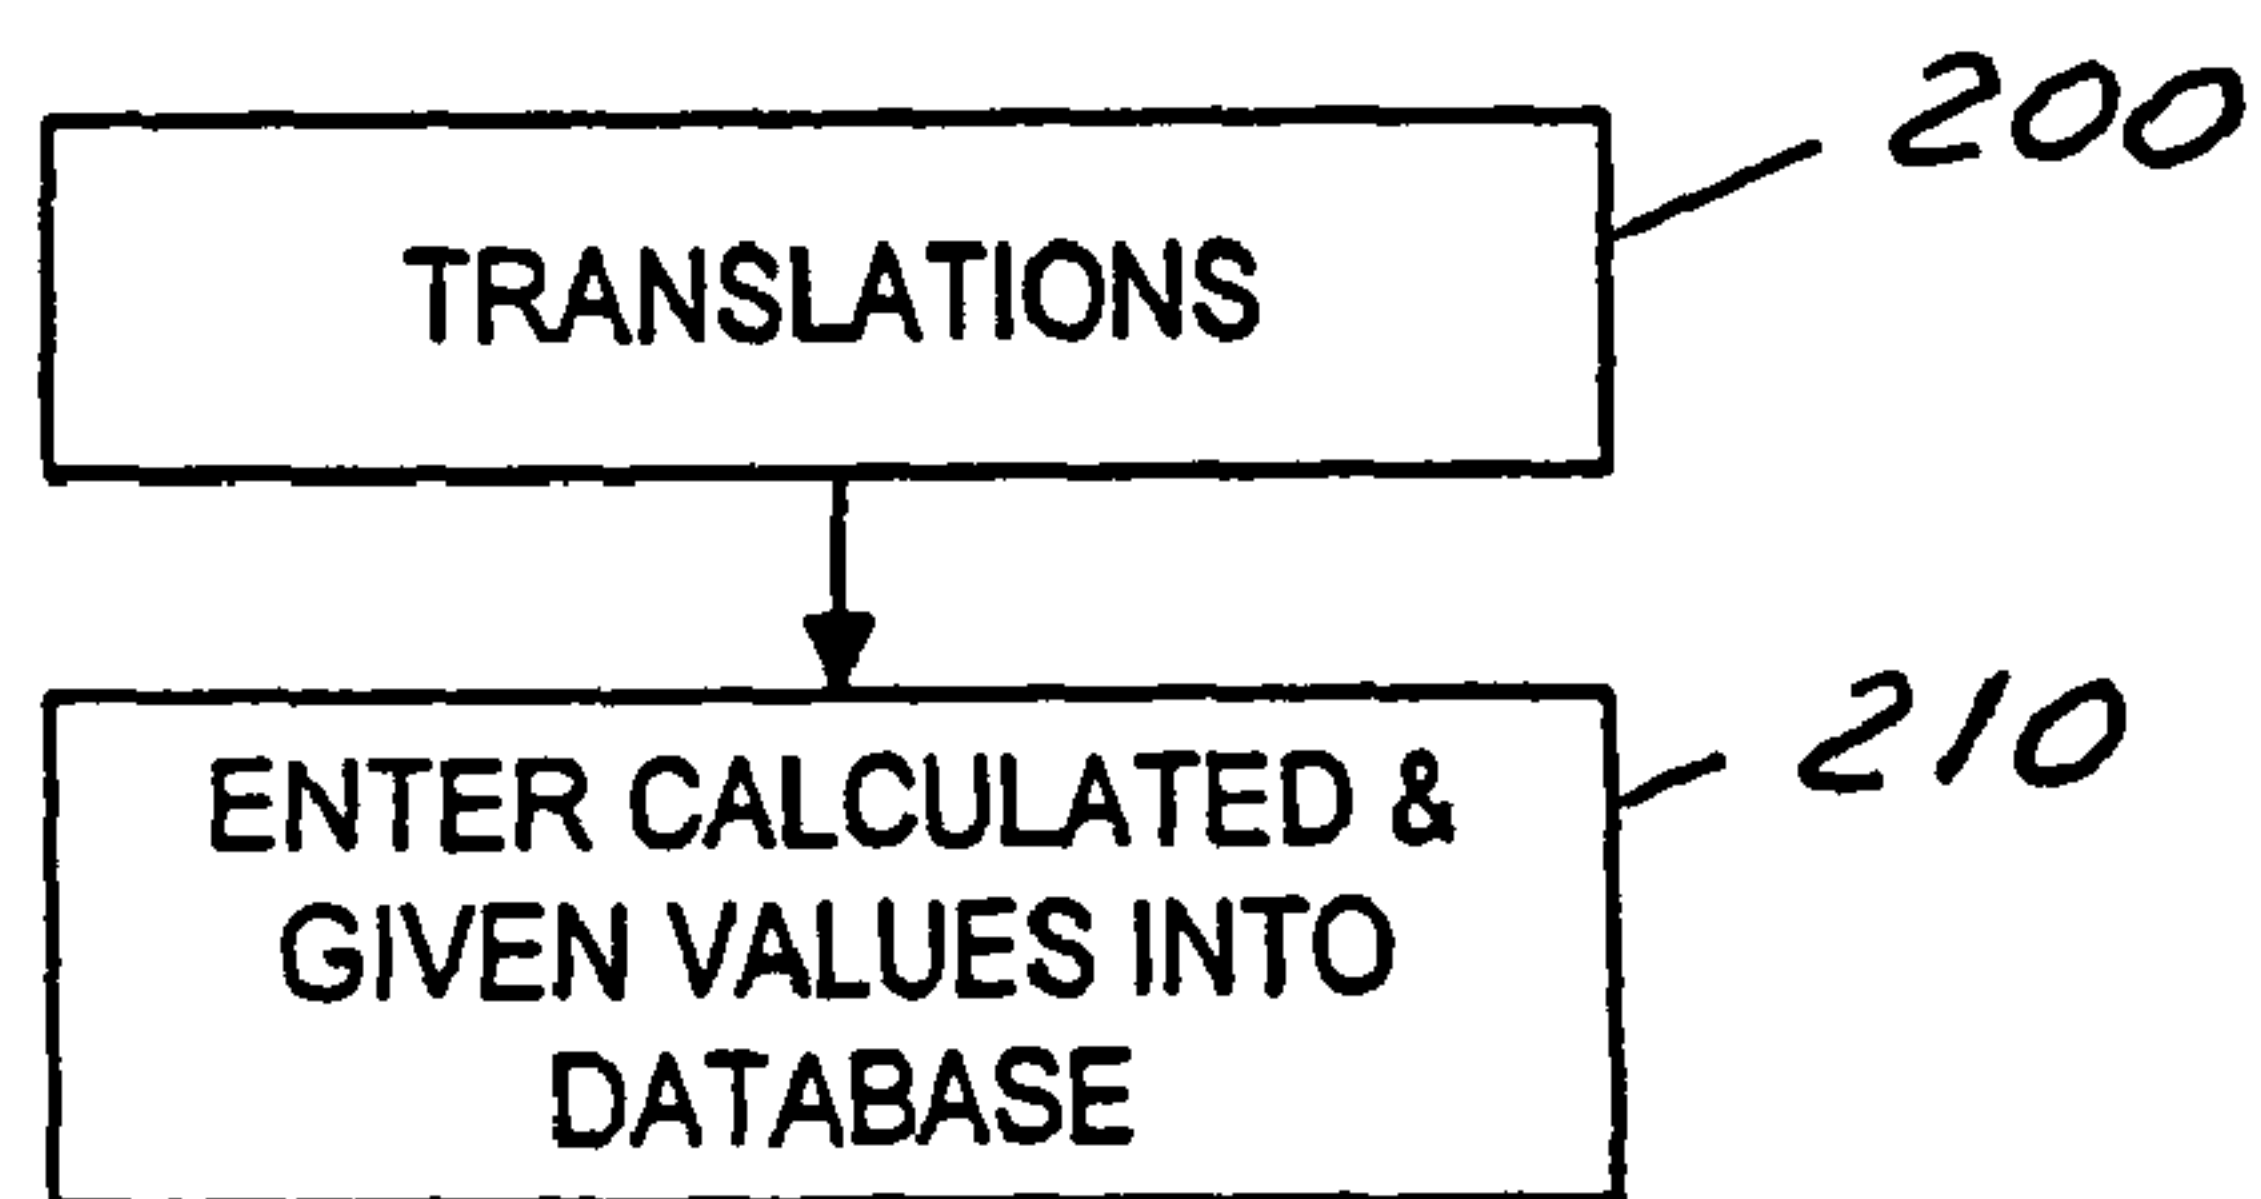 200
TRANSLATIONS
210
ENTER CALCULATED &
GIVEN VALUES INTO
DATABASE